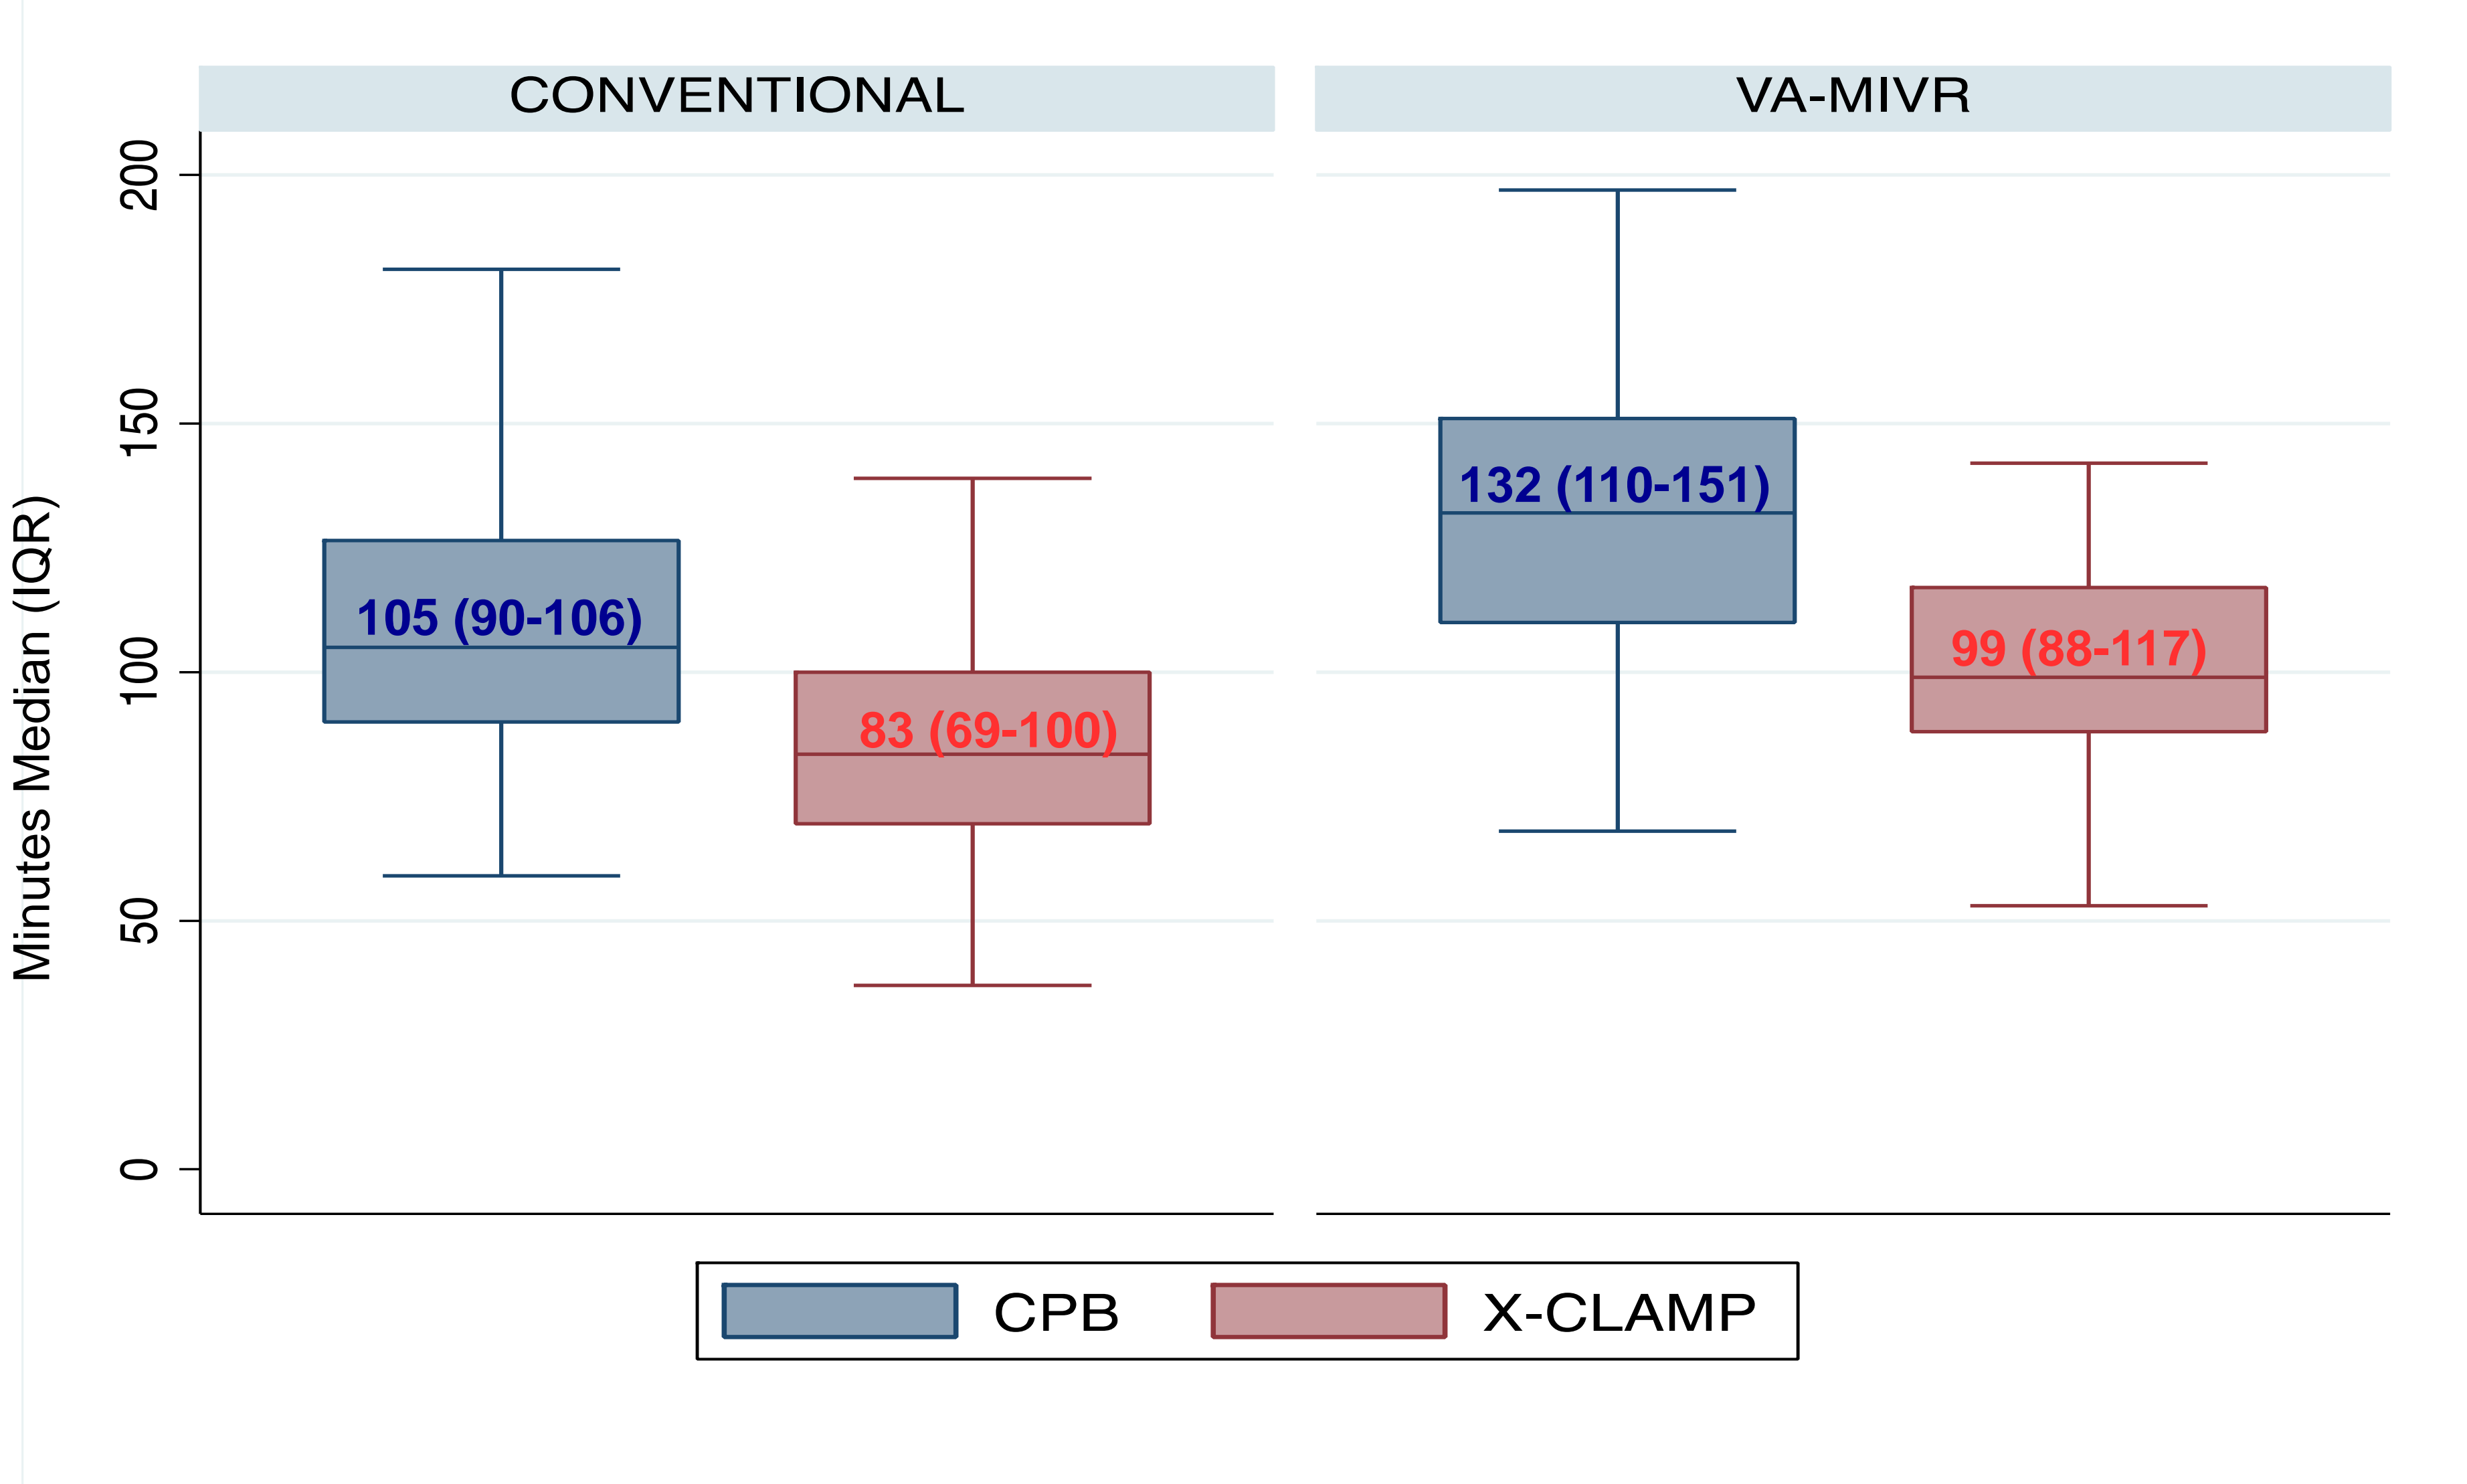 CONVENTIONAL
VA-MIVR
Minutes Median (IQR)
200
150
100
50
0
105 (90-106)
83 (69-100)
132 (110-151)
99 (88-117)
CPB
X-CLAMP